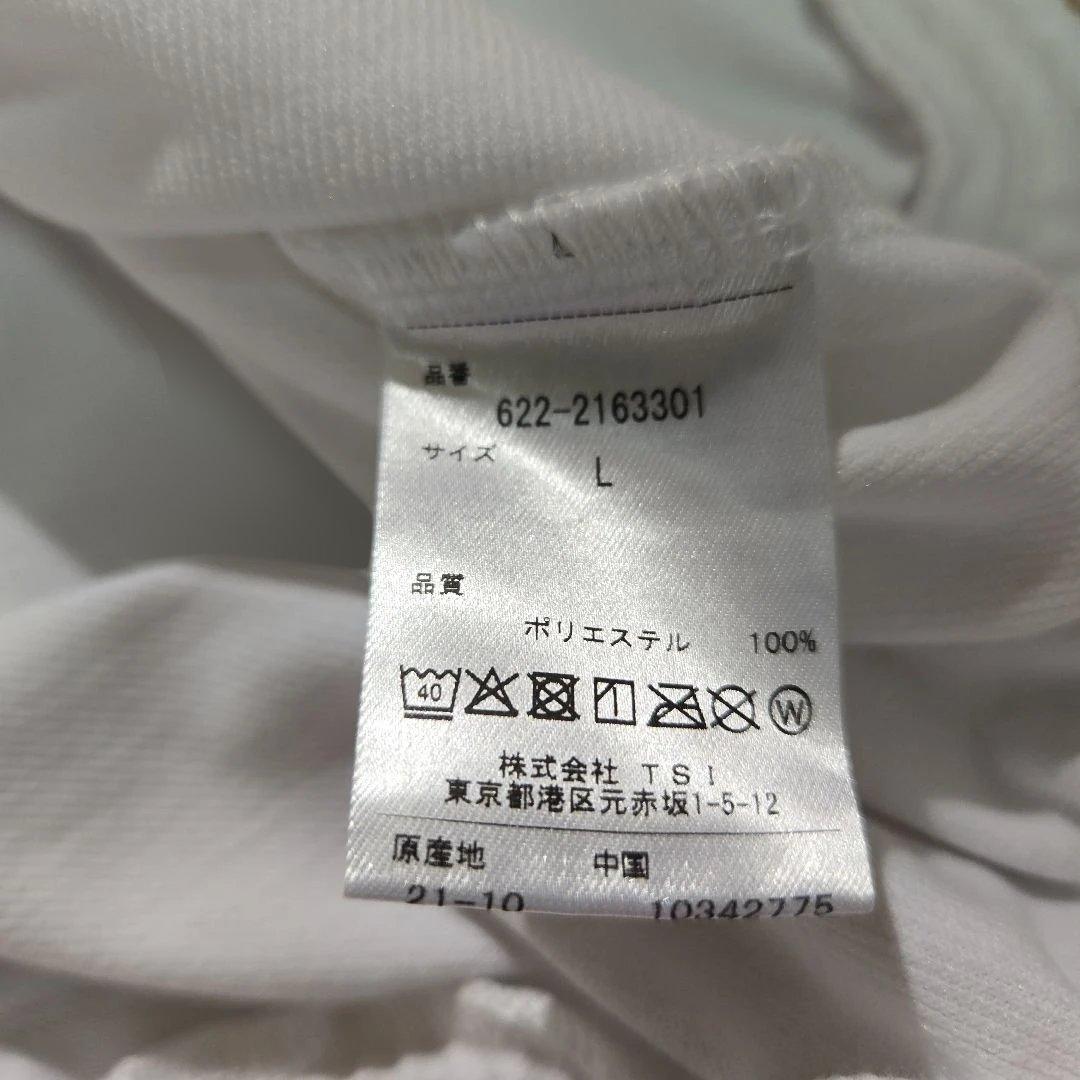 品番
622-2163301
サイズ
L
品質
ポリエステル 100%
40
W
株式会社 TSI
東京都港区元赤坂1-5-12
原産地 中国
21-10 10342775